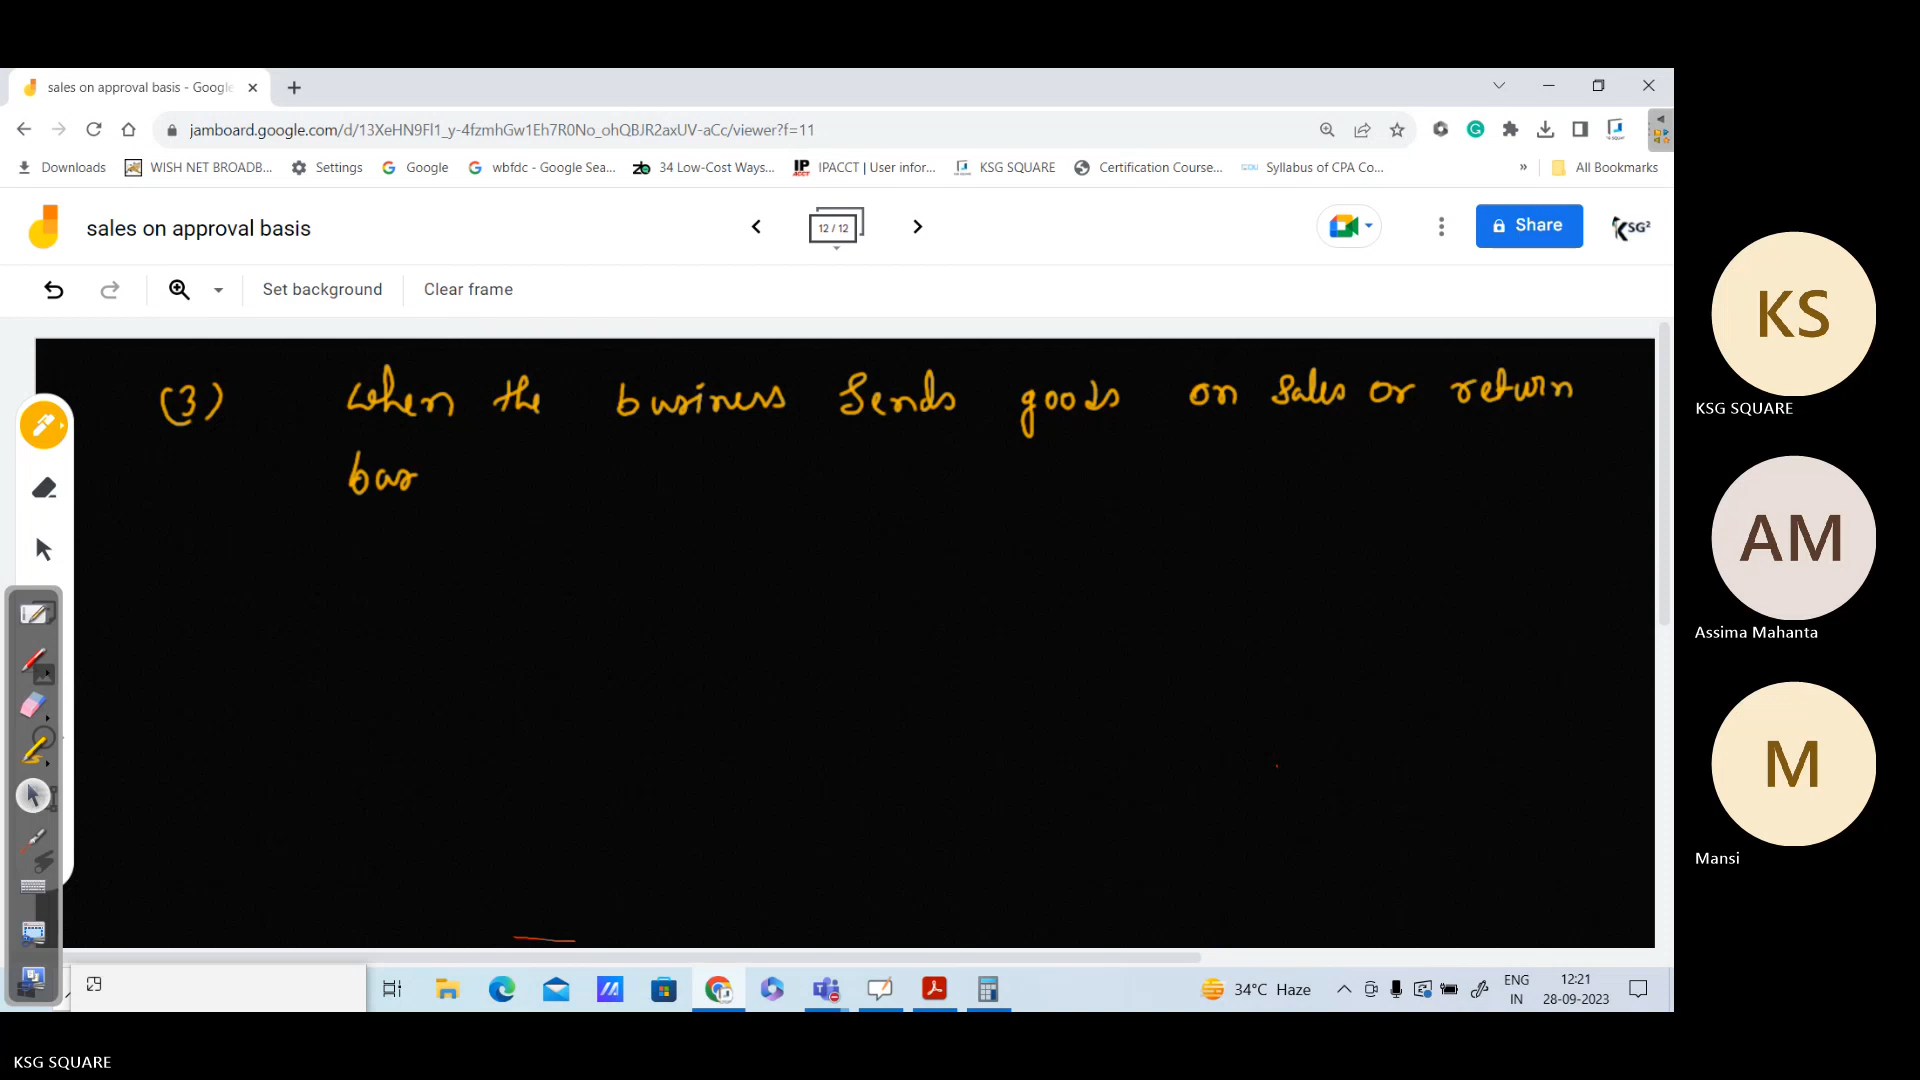 sales on approval basis - Google
jamboard.google.com/d/13XeHN9Fl1_y-4fzmhGw1Eh7R0No_ohQBJR2axUV-aCc/viewer?f=11
Downloads WISH NET BROADB... Settings Google wbfdc - Google Sea... 34 Low-Cost Ways... IPACCT | User infor... KSG SQUARE Certification Course... Syllabus of CPA Co... » All Bookmarks
sales on approval basis
12 / 12
Share
KSG²
Set background Clear frame
(3) When the business Sends goods on sales or return
bas
KS
KSG SQUARE
AM
Assima Mahanta
M
Mansi
34°C Haze
ENG
IN
12:21
28-09-2023
KSG SQUARE